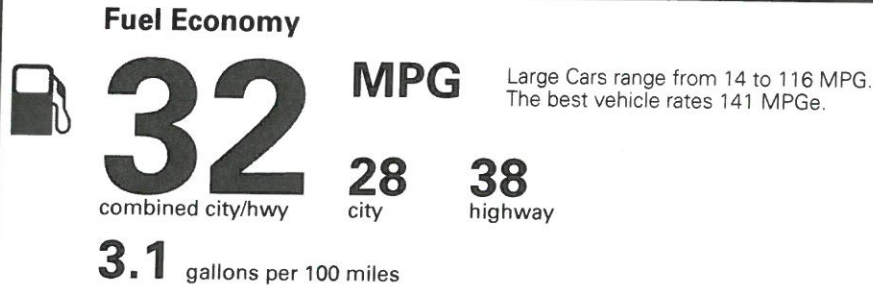 Fuel Economy
32 MPG
Large Cars range from 14 to 116 MPG.
The best vehicle rates 141 MPGe.
combined city/hwy
28
city
38
highway
3.1 gallons per 100 miles